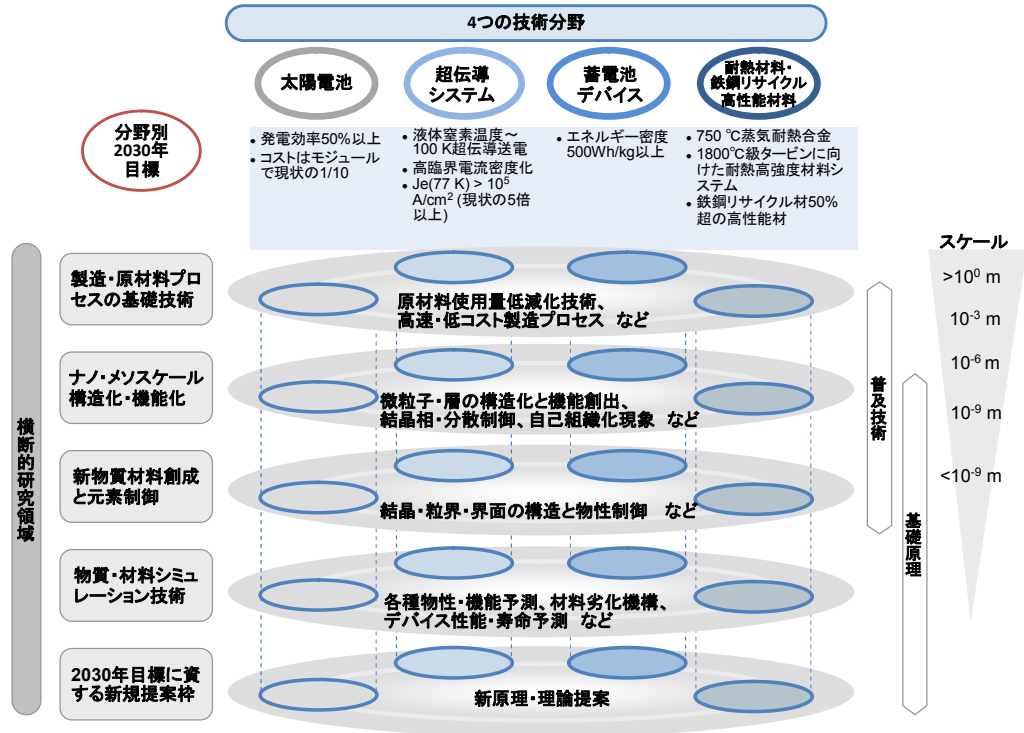 4つの技術分野
太陽電池
超伝導
システム
蓄電池
デバイス
耐熱材料・
鉄鋼リサイクル
高性能材料
分野別
2030年
目標
• 発電効率50%以上
• コストはモジュール
で現状の1/10
• 液体窒素温度～
100 K超伝導送電
• 高臨界電流密度化
• Je(77 K) > 10⁵
A/cm² (現状の5倍
以上)
• エネルギー密度
500Wh/kg以上
• 750 ℃蒸気耐熱合金
• 1800℃級タービンに向
けた耐熱高強度材料シ
ステム
• 鉄鋼リサイクル材50%
超の高性能材
横断的研究領域
製造・原材料プロ
セスの基礎技術
原材料使用量低減化技術、
高速・低コスト製造プロセス など
ナノ・メソスケール
構造化・機能化
微粒子・層の構造化と機能創出、
結晶相・分散制御、自己組織化現象 など
新物質材料創成
と元素制御
結晶・粒界・界面の構造と物性制御 など
物質・材料シミュ
レーション技術
各種物性・機能予測、材料劣化機構、
デバイス性能・寿命予測 など
2030年目標に資
する新規提案枠
新原理・理論提案
普及技術
基礎原理
スケール
>10⁰ m
10⁻³ m
10⁻⁶ m
10⁻⁹ m
<10⁻⁹ m